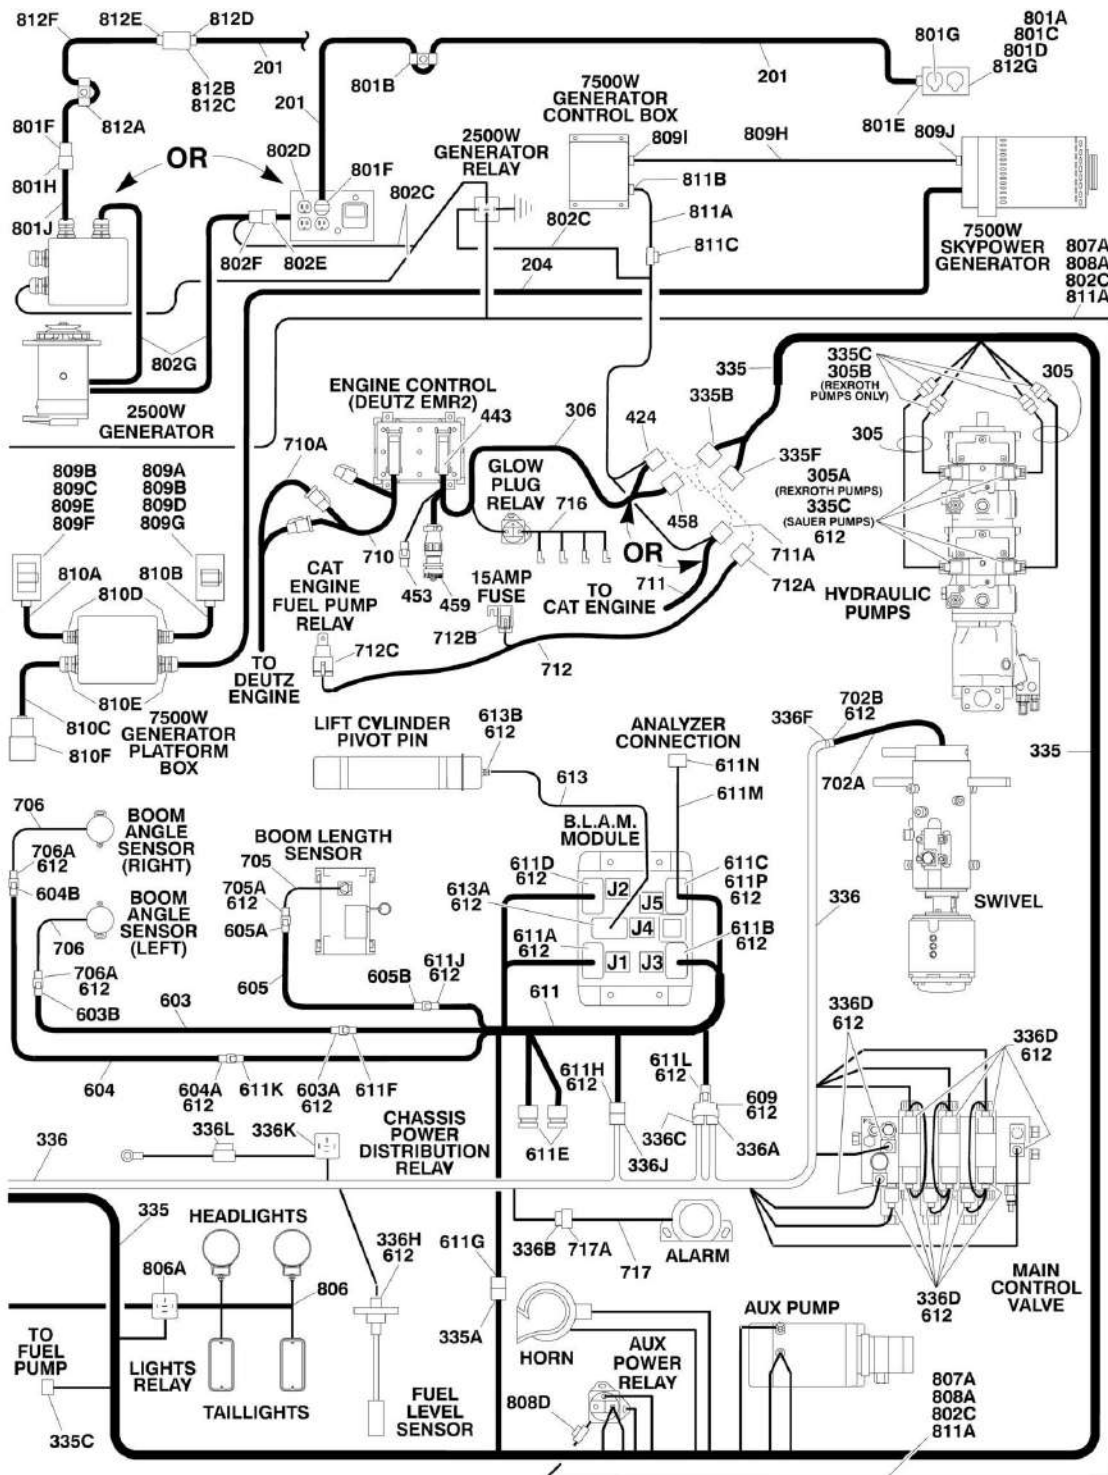 812F
812E
812D
812B
812C
201
812A
801F
801H
801J
OR
201
802D
801F
802C
802F
802E
802G
801B
201
801G
801A
801C
801D
812G
801E
7500W
GENERATOR
CONTROL BOX
2500W
GENERATOR
RELAY
809I
809H
809J
811B
811A
811C
802C
204
7500W
SKYPOWER
GENERATOR
807A
808A
802C
811A
2500W
GENERATOR
ENGINE CONTROL
(DEUTZ EMR2)
443
710A
306
424
335
335B
335F
335C
305B
(REXROTH
PUMPS ONLY)
305
305
305A
(REXROTH PUMPS)
335C
(SAUER PUMPS)
612
GLOW
PLUG
RELAY
716
458
OR
711A
712A
711
710
453
459
15AMP
FUSE
712B
TO
CAT ENGINE
CAT
ENGINE
FUEL PUMP
RELAY
712C
712
TO
DEUTZ
ENGINE
HYDRAULIC
PUMPS
809B
809C
809E
809F
809A
809B
809D
809G
810A
810B
810D
810E
810C
810F
7500W
GENERATOR
PLATFORM
BOX
LIFT CYLINDER
PIVOT PIN
613B
612
613
ANALYZER
CONNECTION
611N
611M
336F
702B
612
702A
335
706
BOOM
ANGLE
SENSOR
(RIGHT)
706A
612
604B
BOOM
ANGLE
SENSOR
(LEFT)
706
706A
612
603B
BOOM LENGTH
SENSOR
705
705A
612
605A
605
605B
611J
612
B.L.A.M.
MODULE
611D
612
613A
612
611A
612
J2
J5
J4
J1
J3
611C
611P
612
611B
612
336
SWIVEL
603
611
604
604A
612
611K
603A
612
611F
611H
612
611L
612
609
612
336C
336A
611E
336J
336D
612
336D
612
336
336L
336K
CHASSIS
POWER
DISTRIBUTION
RELAY
335
HEADLIGHTS
806A
806
336H
612
611G
335A
336B
717A
717
ALARM
336D
612
MAIN
CONTROL
VALVE
TO
FUEL
PUMP
335C
LIGHTS
RELAY
TAILLIGHTS
FUEL
LEVEL
SENSOR
HORN
AUX
POWER
RELAY
808D
AUX PUMP
807A
808A
802C
811A